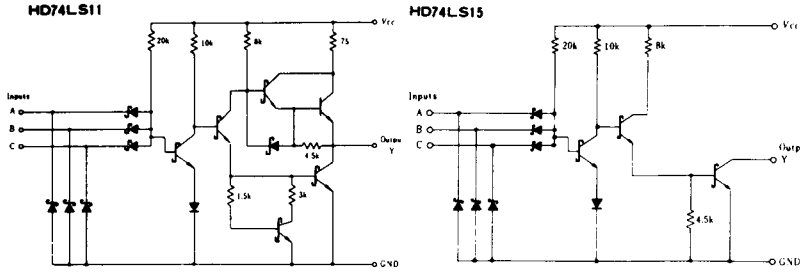 HD74LS11
Vcc
20k
10k
8k
75
Inputs
A
B
C
Output
Y
4.5k
1.5k
3k
GND
HD74LS15
Vcc
20k
10k
8k
Inputs
A
B
C
Outp
Y
4.5k
GND